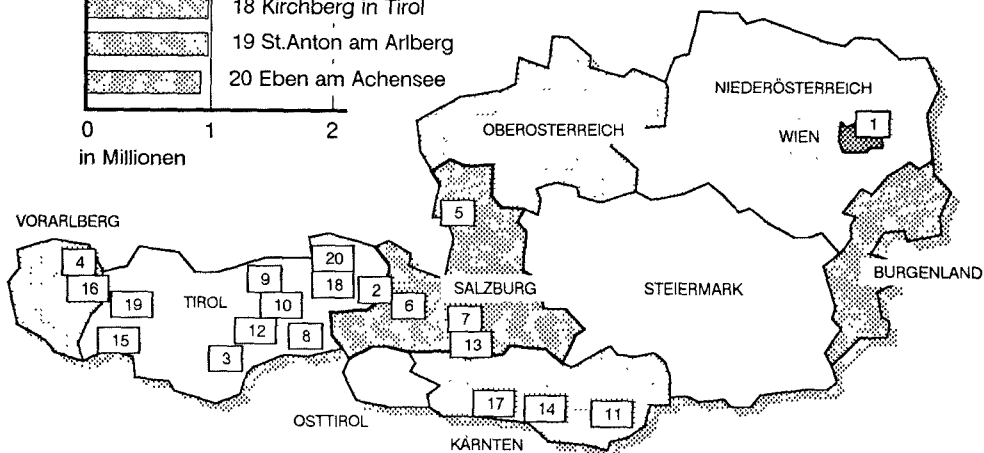 18 Kirchberg in Tirol
19 St.Anton am Arlberg
20 Eben am Achensee
0 1 2
in Millionen
NIEDERÖSTERREICH
OBEROSTERREICH
WIEN
1
VORARLBERG
5
4
20
BURGENLAND
16
9
18
2
SALZBURG
STEIERMARK
19
TIROL
10
6
7
12
8
15
13
3
17
14
11
OSTTIROL
KÄRNTEN